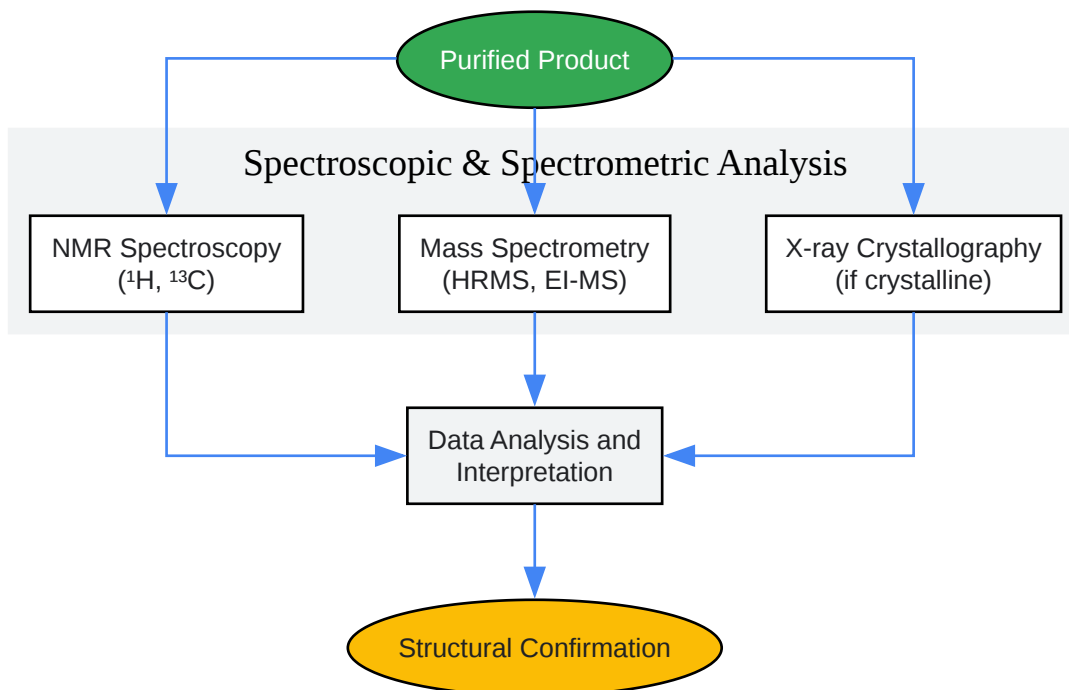 Purified Product
Spectroscopic & Spectrometric Analysis
NMR Spectroscopy
(¹H, ¹³C)
Mass Spectrometry
(HRMS, EI-MS)
X-ray Crystallography
(if crystalline)
Data Analysis and
Interpretation
Structural Confirmation